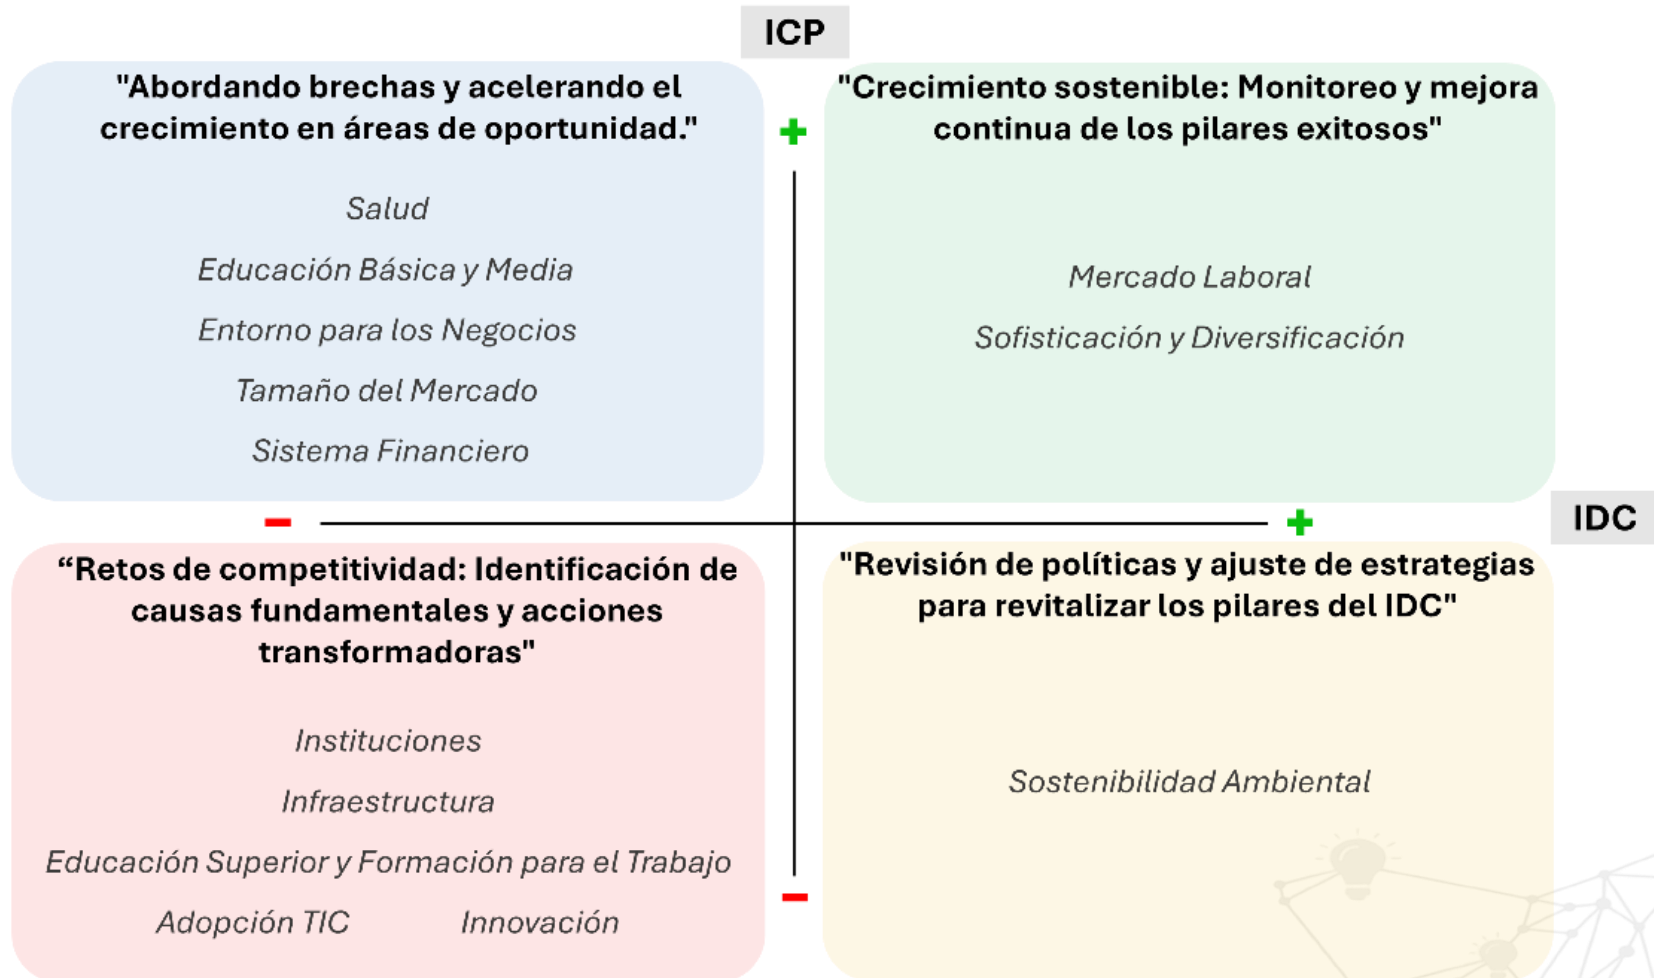 ICP
"Abordando brechas y acelerando el
crecimiento en áreas de oportunidad."
Salud
Educación Básica y Media
Entorno para los Negocios
Tamaño del Mercado
Sistema Financiero
"Crecimiento sostenible: Monitoreo y mejora
continua de los pilares exitosos"
Mercado Laboral
Sofisticación y Diversificación
+
-
+
IDC
“Retos de competitividad: Identificación de
causas fundamentales y acciones
transformadoras"
Instituciones
Infraestructura
Educación Superior y Formación para el Trabajo
Adopción TIC Innovación
"Revisión de políticas y ajuste de estrategias
para revitalizar los pilares del IDC"
Sostenibilidad Ambiental
-